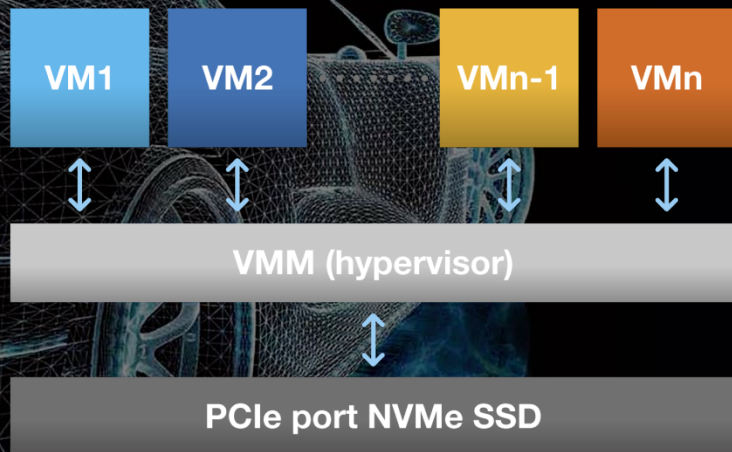 VM1
VM2
VMn-1
VMn
VMM (hypervisor)
PCIe port NVMe SSD